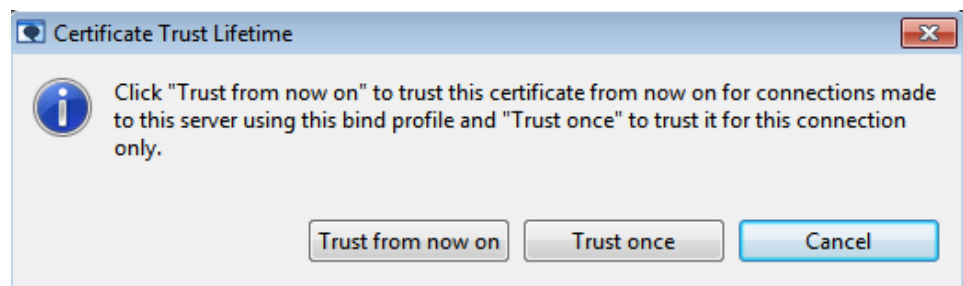 Certificate Trust Lifetime
Click "Trust from now on" to trust this certificate from now on for connections made
to this server using this bind profile and "Trust once" to trust it for this connection
only.
Trust from now on
Trust once
Cancel